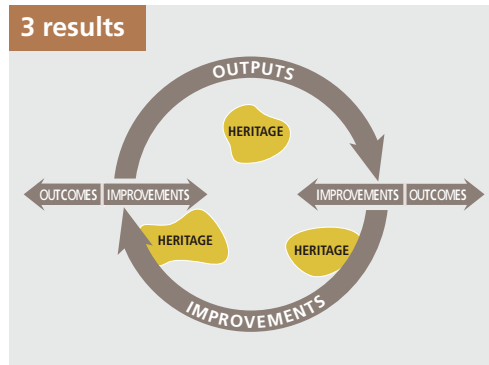 3 results
OUTPUTS
HERITAGE
OUTCOMES IMPROVEMENTS
IMPROVEMENTS OUTCOMES
HERITAGE
HERITAGE
IMPROVEMENTS